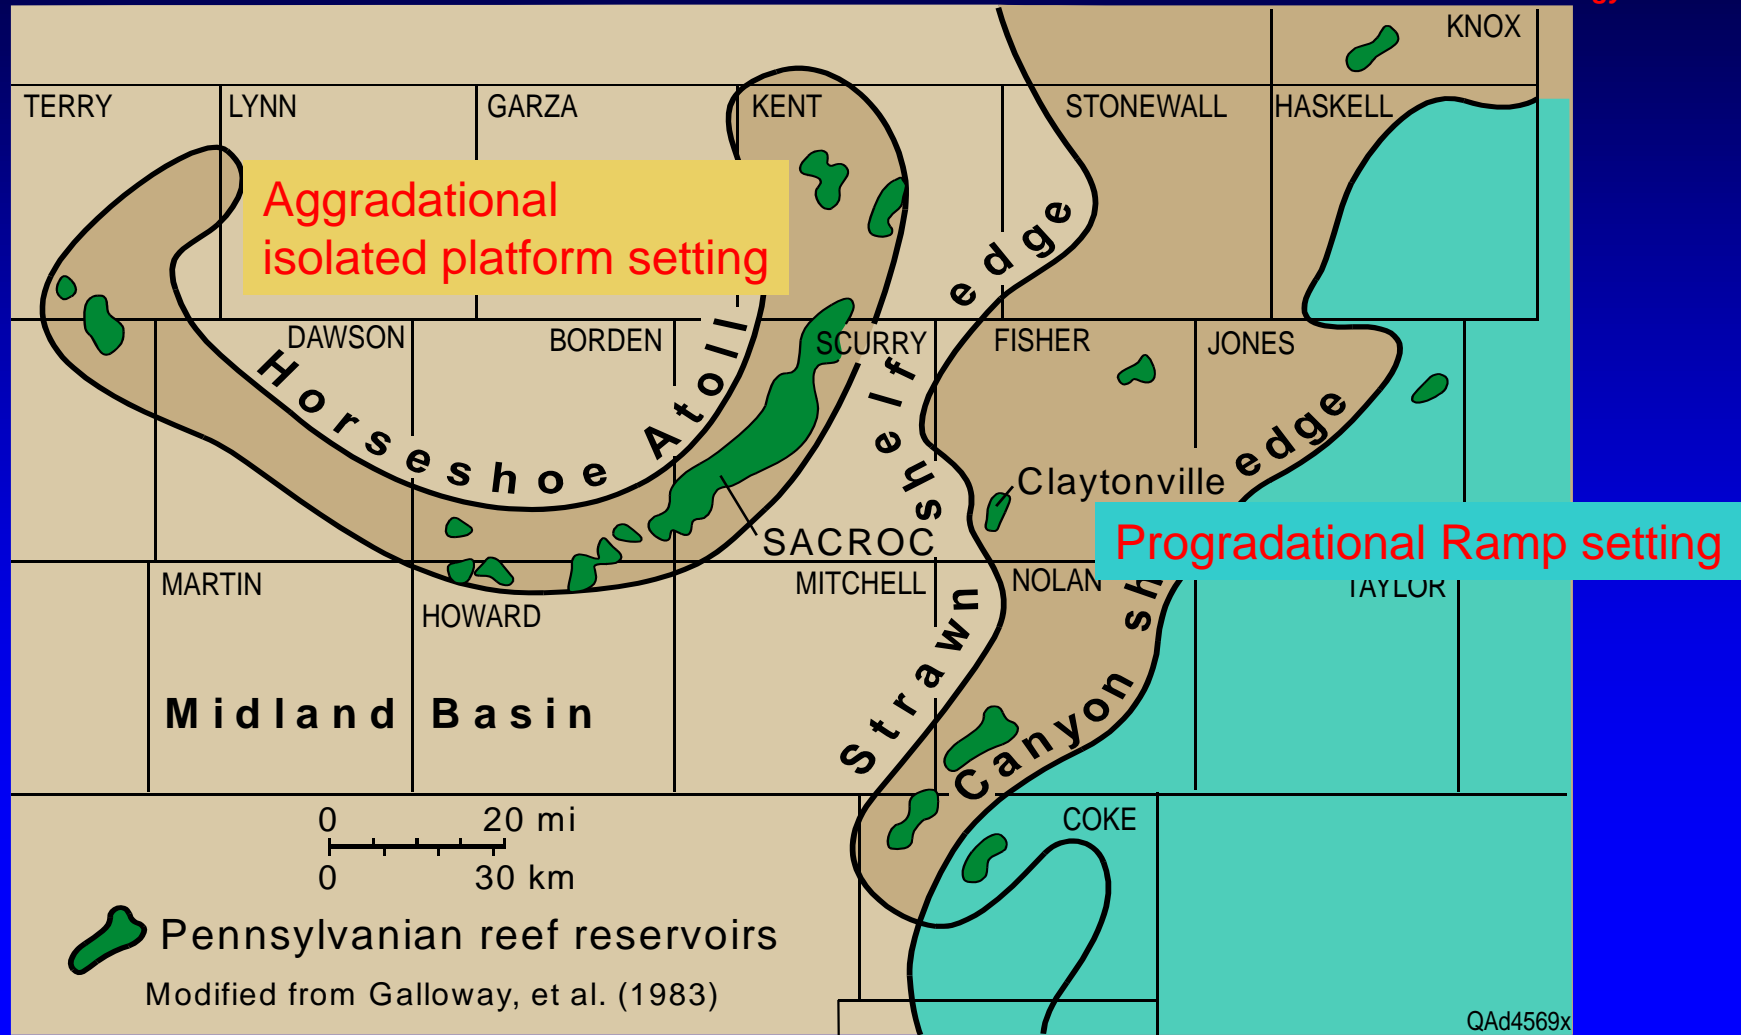 gy
KNOX
TERRY
LYNN
GARZA
KENT
STONEWALL
HASKELL
Aggradational
isolated platform setting
DAWSON
BORDEN
SCURRY
FISHER
JONES
Horseshoe Atoll
Strawn shelf edge
Claytonville
SACROC
Canyon sh edge
Progradational Ramp setting
MARTIN
HOWARD
MITCHELL
NOLAN
TAYLOR
Midland Basin
COKE
0 20 mi
0 30 km
Pennsylvanian reef reservoirs
Modified from Galloway, et al. (1983)
QAd4569x